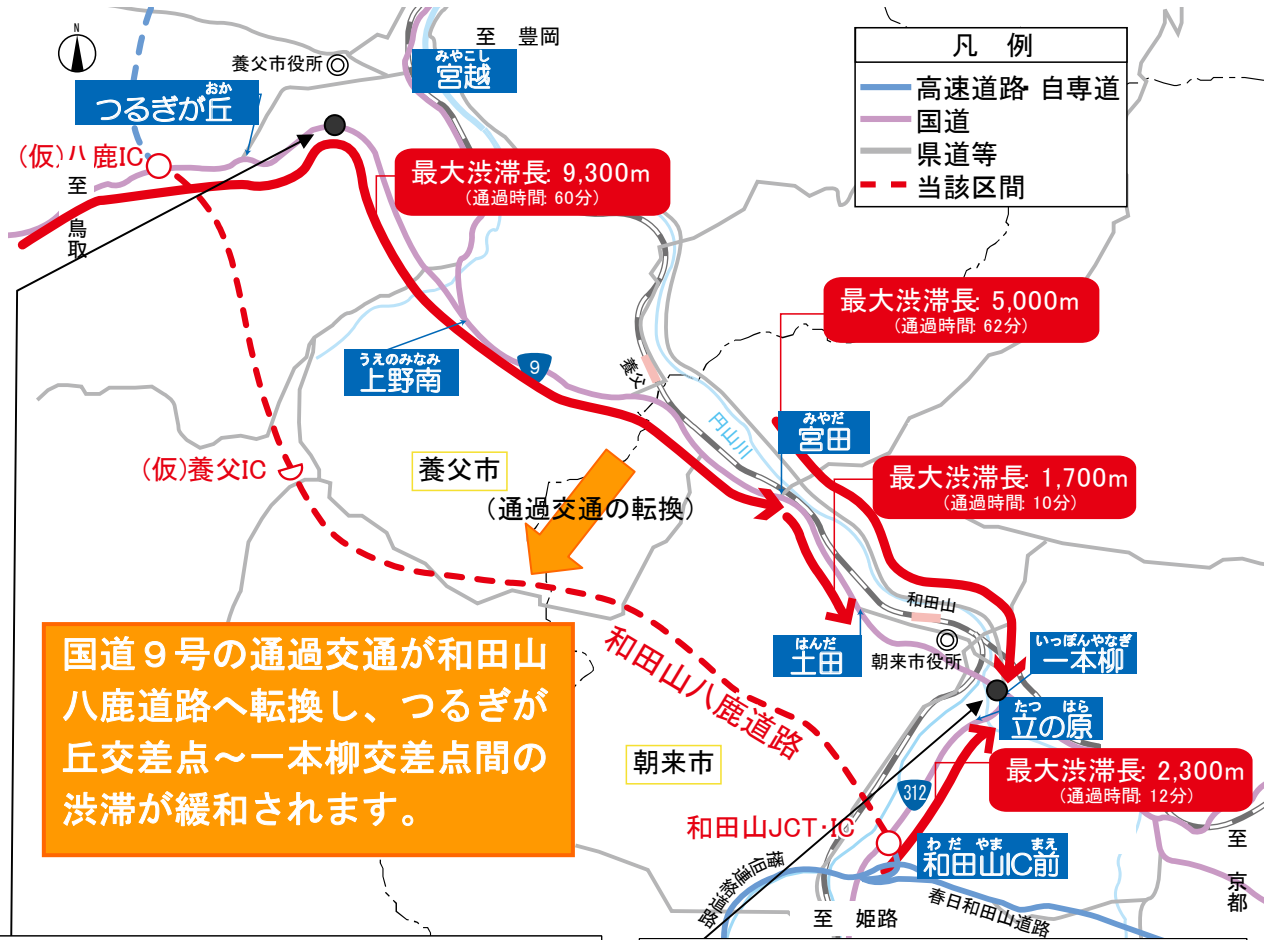 N
至 豊岡
養父市役所
みやこし
宮越
おか
つるぎが丘
(仮)八鹿IC
至
鳥取
凡 例
高速道路・自専道
国道
県道等
当該区間
最大渋滞長: 9,300m
(通過時間: 60分)
最大渋滞長: 5,000m
(通過時間: 62分)
うえのみなみ
上野南
9
養父
円山川
みやだ
宮田
(仮)養父IC
養父市
(通過交通の転換)
最大渋滞長: 1,700m
(通過時間: 10分)
和田山
はんだ
土田
朝来市役所
いっぽんやなぎ
一本柳
たつ はら
立の原
国道9号の通過交通が和田山
八鹿道路へ転換し、つるぎが
丘交差点~一本柳交差点間の
渋滞が緩和されます。
和田山八鹿道路
朝来市
最大渋滞長: 2,300m
(通過時間: 12分)
312
和田山JCT・IC
わだ やま まえ
和田山IC前
播但連絡道路
至 姫路
春日和田山道路
至
京都